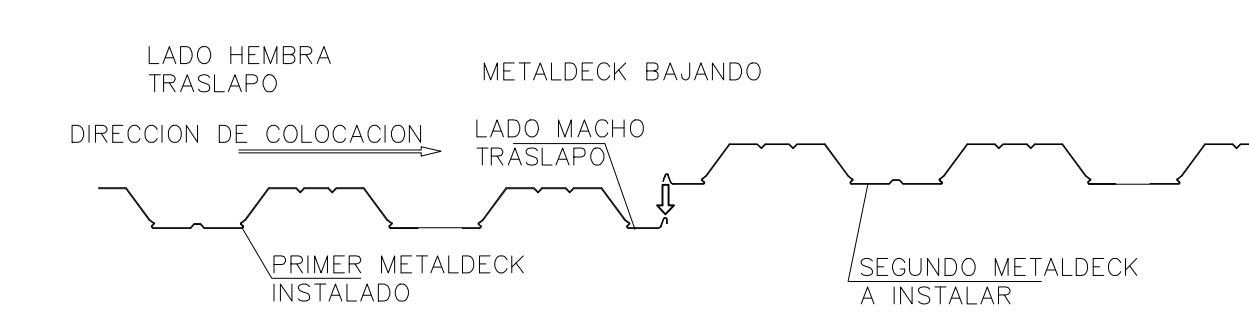 LADO HEMBRA
TRASLAPO
METALDECK BAJANDO
DIRECCION DE COLOCACION
LADO MACHO
TRASLAPO
PRIMER METALDECK
INSTALADO
SEGUNDO METALDECK
A INSTALAR